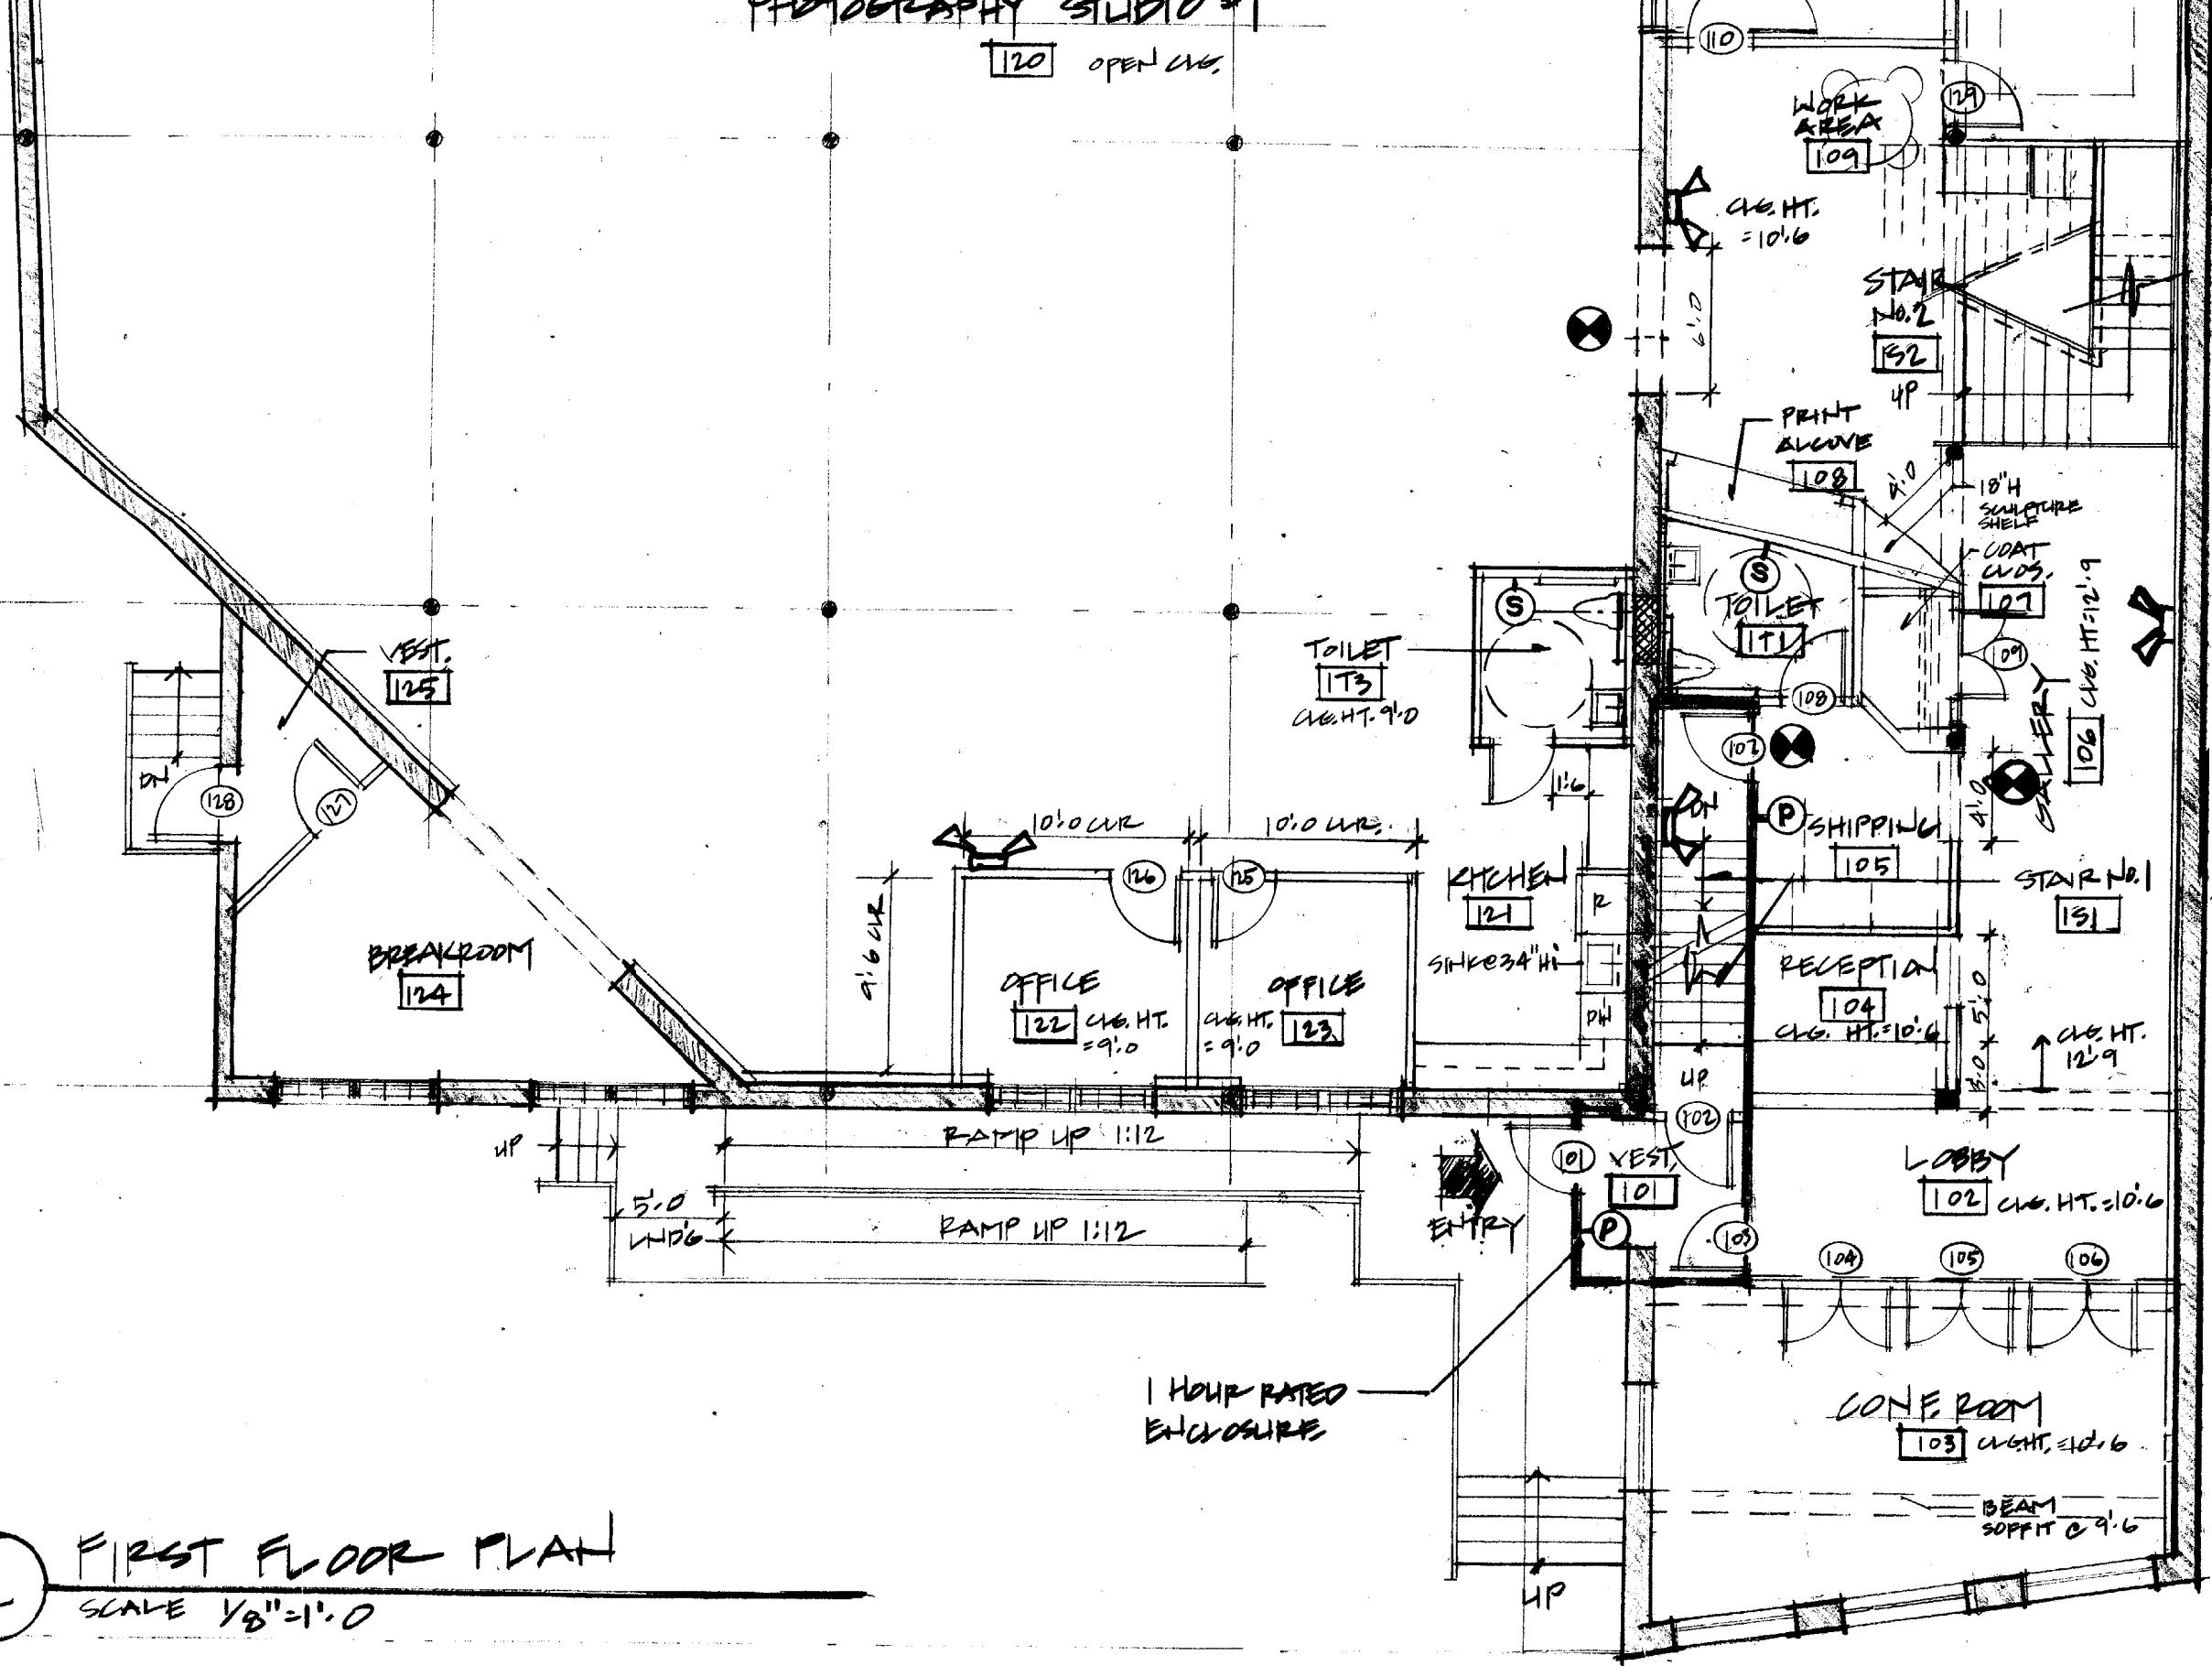 PHOTOGRAPHY STUDIO #1
120 OPEN CLG.
110
WORK
AREA
109
129
CLG. HT.
=10'.6
6'.0
STAIR
No. 2
1S2
UP
PRINT
ALCOVE
108
4'.0
18"H
SCULPTURE
SHELF
COAT
CLOS.
107
109
S
TOILET
1T1
108
S
TOILET
1T3
CLG. HT. 9'.0
GALLERY
106 CLG. HT=12'.9
VEST.
125
DN
128
127
107
DN
P
SHIPPING
105
4'.0
1'.6
10'.0 CLR
10'.0 CLR.
126
125
9'.6 CLR
KITCHEN
121
R
SINK @ 34" Hi
DW
STAIR No. 1
1S1
BREAKROOM
124
OFFICE
122 CLG. HT.
=9'.0
OFFICE
CLG. HT. 123
=9'.0
RECEPTION
104
CLG. HT.=10'.6
5'.0
3'.0
CLG. HT.
12'.9
UP
102
UP
RAMP UP 1:12
101
VEST.
101
ENTRY
P
103
LOBBY
102 CLG. HT.=10'.6
5'.0
LND'G
RAMP UP 1:12
104
105
106
1 HOUR RATED
ENCLOSURE
CONF. ROOM
103 CLG HT.=10'.6
BEAM
SOFFIT @ 9'.6
UP
FIRST FLOOR PLAN
SCALE 1/8"=1'.0